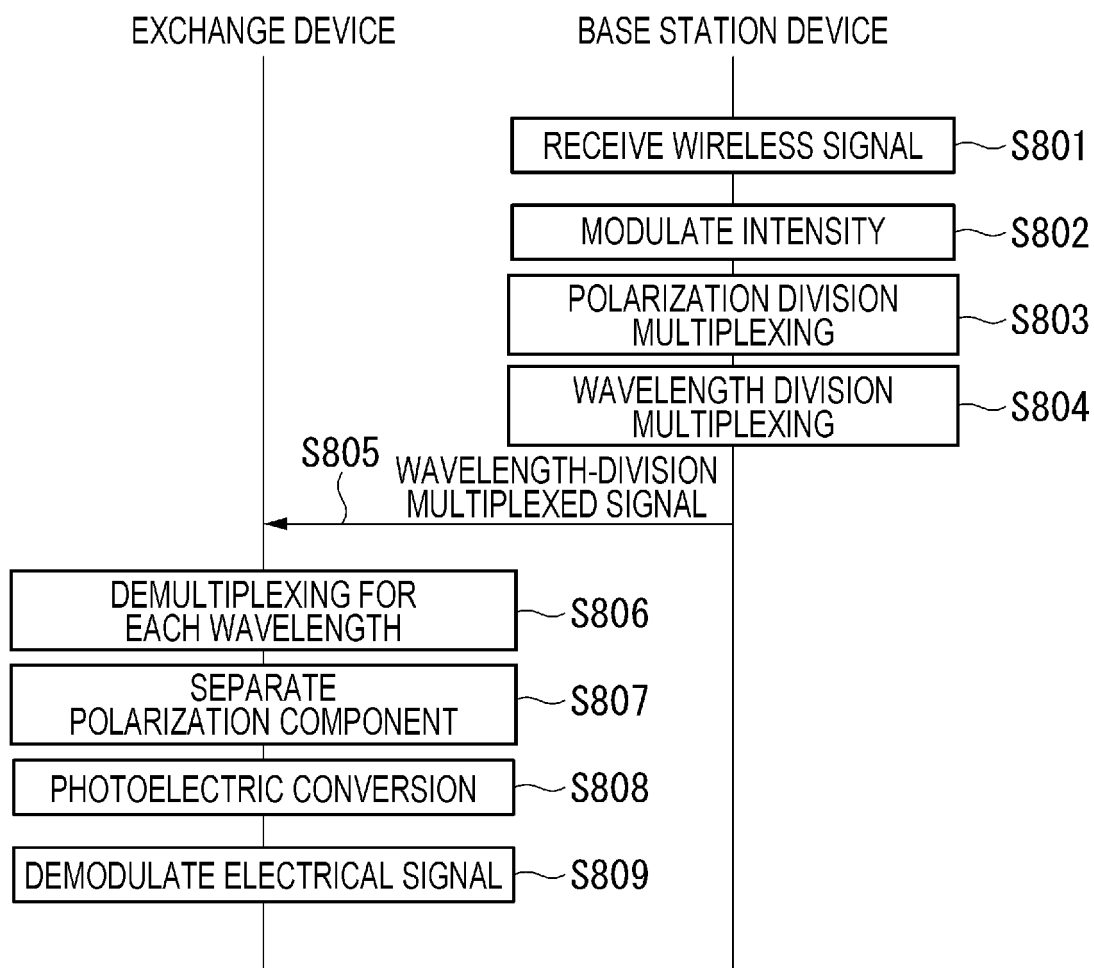 EXCHANGE DEVICE
BASE STATION DEVICE
RECEIVE WIRELESS SIGNAL
S801
MODULATE INTENSITY
S802
POLARIZATION DIVISION
MULTIPLEXING
S803
WAVELENGTH DIVISION
MULTIPLEXING
S804
S805
WAVELENGTH-DIVISION
MULTIPLEXED SIGNAL
DEMULTIPLEXING FOR
EACH WAVELENGTH
S806
SEPARATE
POLARIZATION COMPONENT
S807
PHOTOELECTRIC CONVERSION
S808
DEMODULATE ELECTRICAL SIGNAL
S809